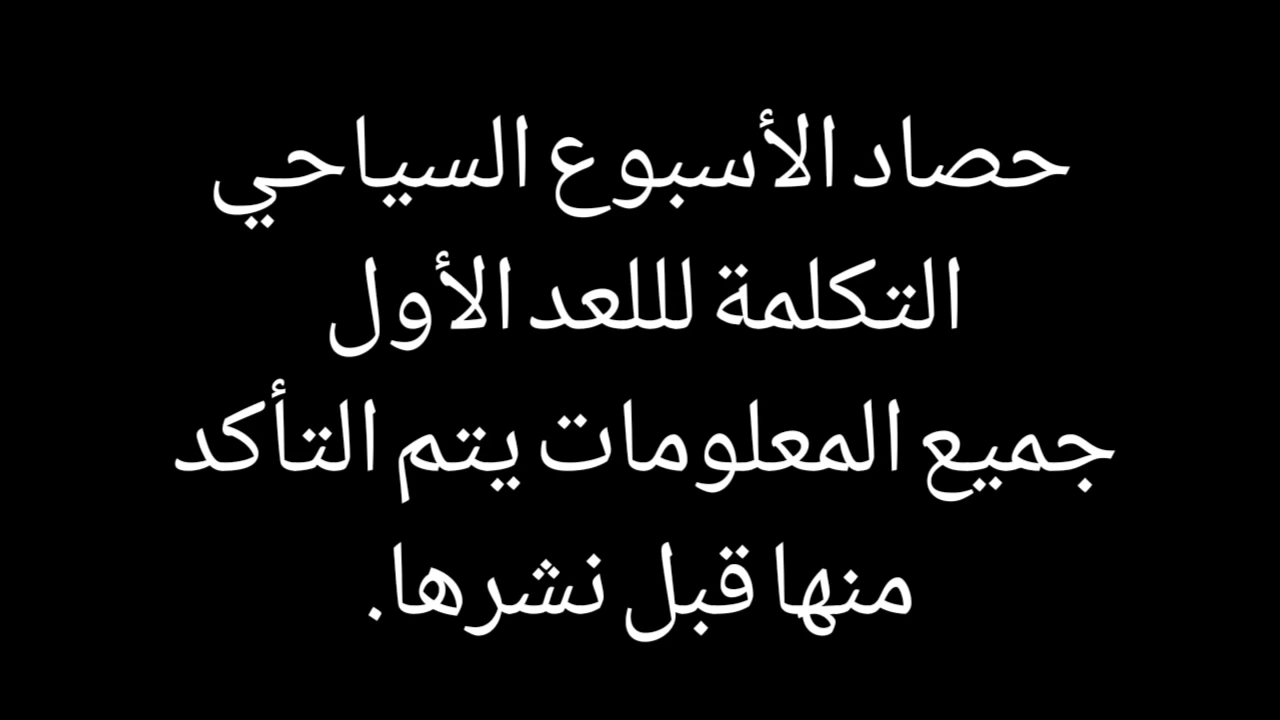 حصاد الأسبوع السياحي
التكلمة لللعد الأول
جميع المعلومات يتم التأكد
منها قبل نشرها.